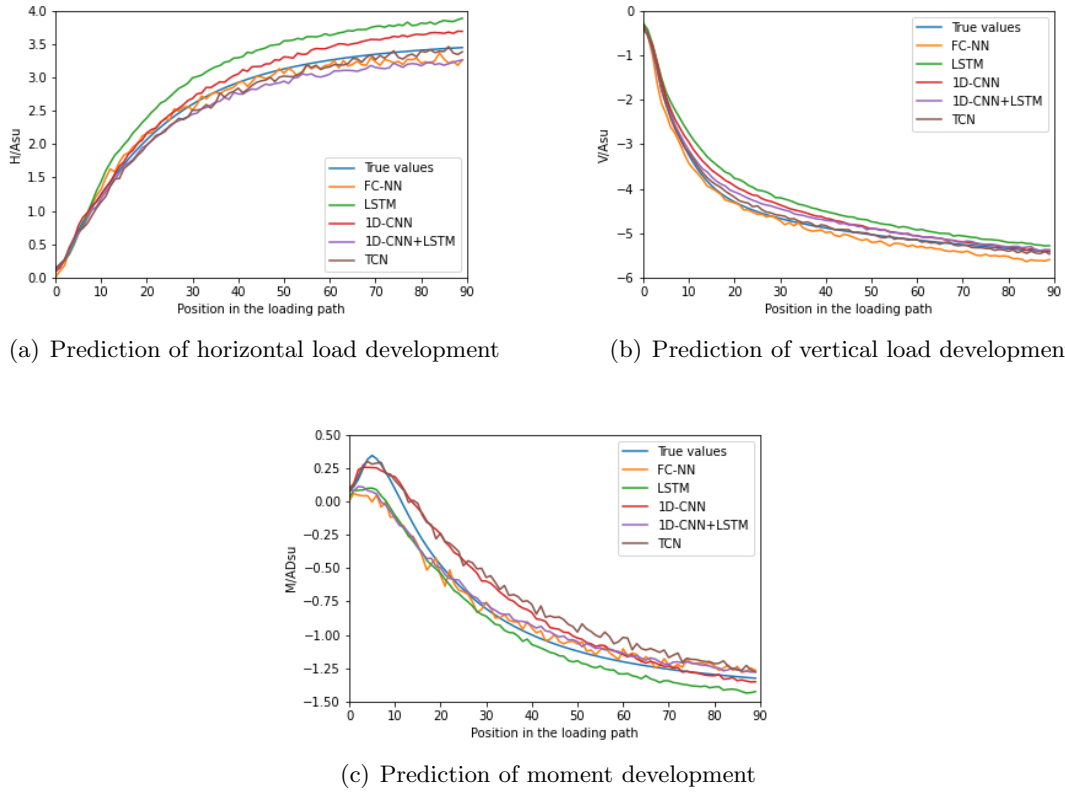 4.0
3.5
3.0
2.5
2.0
1.5
1.0
0.5
0.0
H/Asu
0 10 20 30 40 50 60 70 80 90
Position in the loading path
True values
FC-NN
LSTM
1D-CNN
1D-CNN+LSTM
TCN
(a) Prediction of horizontal load development
0
−1
−2
−3
−4
−5
−6
V/Asu
0 10 20 30 40 50 60 70 80 90
Position in the loading path
True values
FC-NN
LSTM
1D-CNN
1D-CNN+LSTM
TCN
(b) Prediction of vertical load development
0.50
0.25
0.00
−0.25
−0.50
−0.75
−1.00
−1.25
−1.50
M/ADsu
0 10 20 30 40 50 60 70 80 90
Position in the loading path
True values
FC-NN
LSTM
1D-CNN
1D-CNN+LSTM
TCN
(c) Prediction of moment development